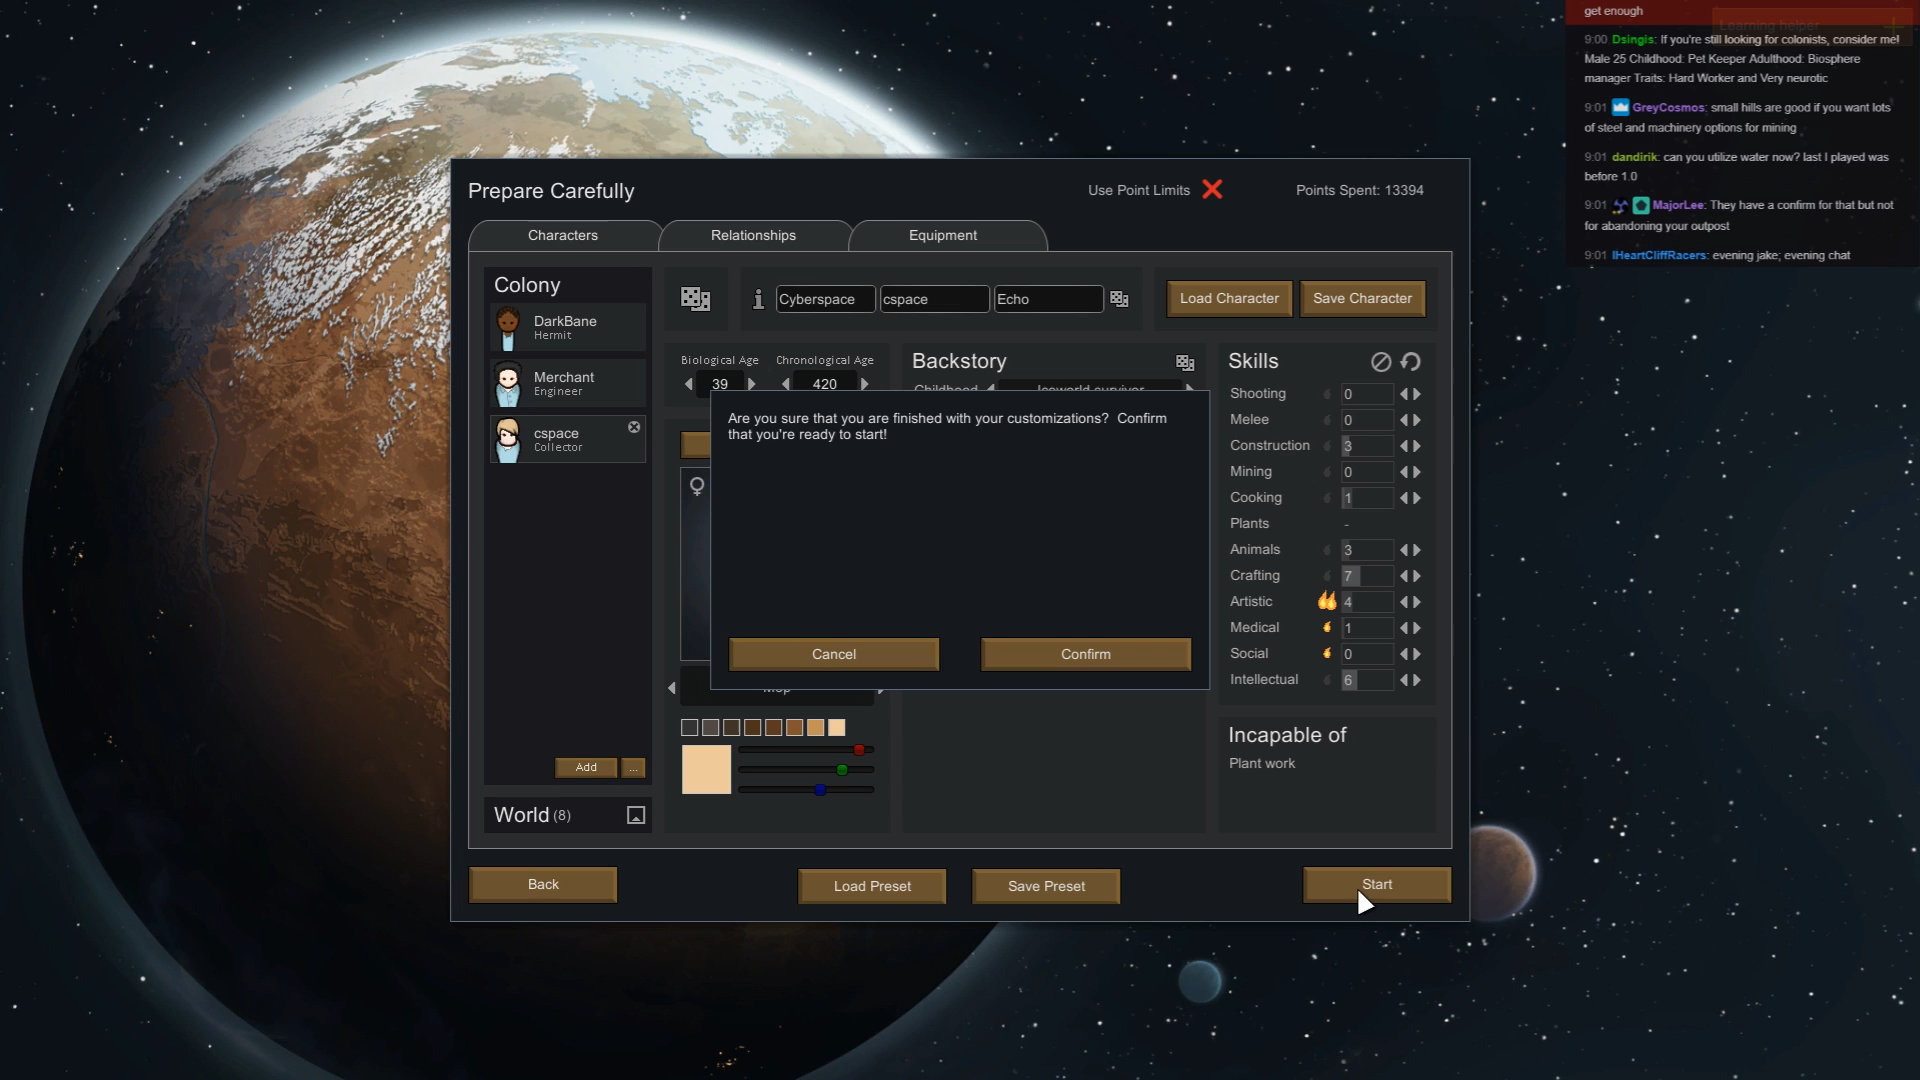 get enough
Learning helper
9:00 Dsingis: If you're still looking for colonists, consider me!
Male 25 Childhood: Pet Keeper Adulthood: Biosphere
manager Traits: Hard Worker and Very neurotic
9:01 GreyCosmos: small hills are good if you want lots
of steel and machinery options for mining
9:01 dandirik: can you utilize water now? last I played was
before 1.0
9:01 MajorLee: They have a confirm for that but not
for abandoning your outpost
9:01 IHeartCliffRacers: evening jake; evening chat
Prepare Carefully
Use Point Limits
Points Spent: 13394
Characters
Relationships
Equipment
Colony
DarkBane
Hermit
Merchant
Engineer
cspace
Collector
Add
...
World (8)
Cyberspace
cspace
Echo
Load Character
Save Character
Biological Age
Chronological Age
39
420
Backstory
Childhood
Iceworld survivor
Are you sure that you are finished with your customizations?  Confirm
that you're ready to start!
Cancel
Confirm
Skills
Shooting 0
Melee 0
Construction 3
Mining 0
Cooking 1
Plants -
Animals 3
Crafting 7
Artistic 4
Medical 1
Social 0
Intellectual 6
Incapable of
Plant work
Back
Load Preset
Save Preset
Start